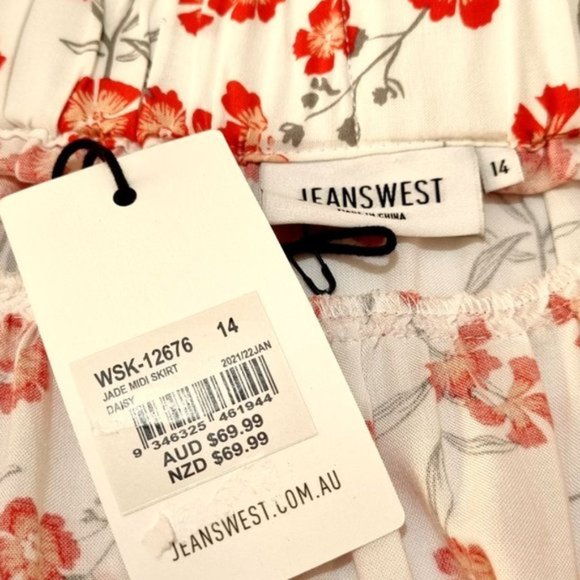 JEANSWEST
MADE IN CHINA
14
WSK-12676 14
JADE MIDI SKIRT 2021/22JAN
DAISY
9 346325 461944
AUD $69.99
NZD $69.99
JEANSWEST.COM.AU